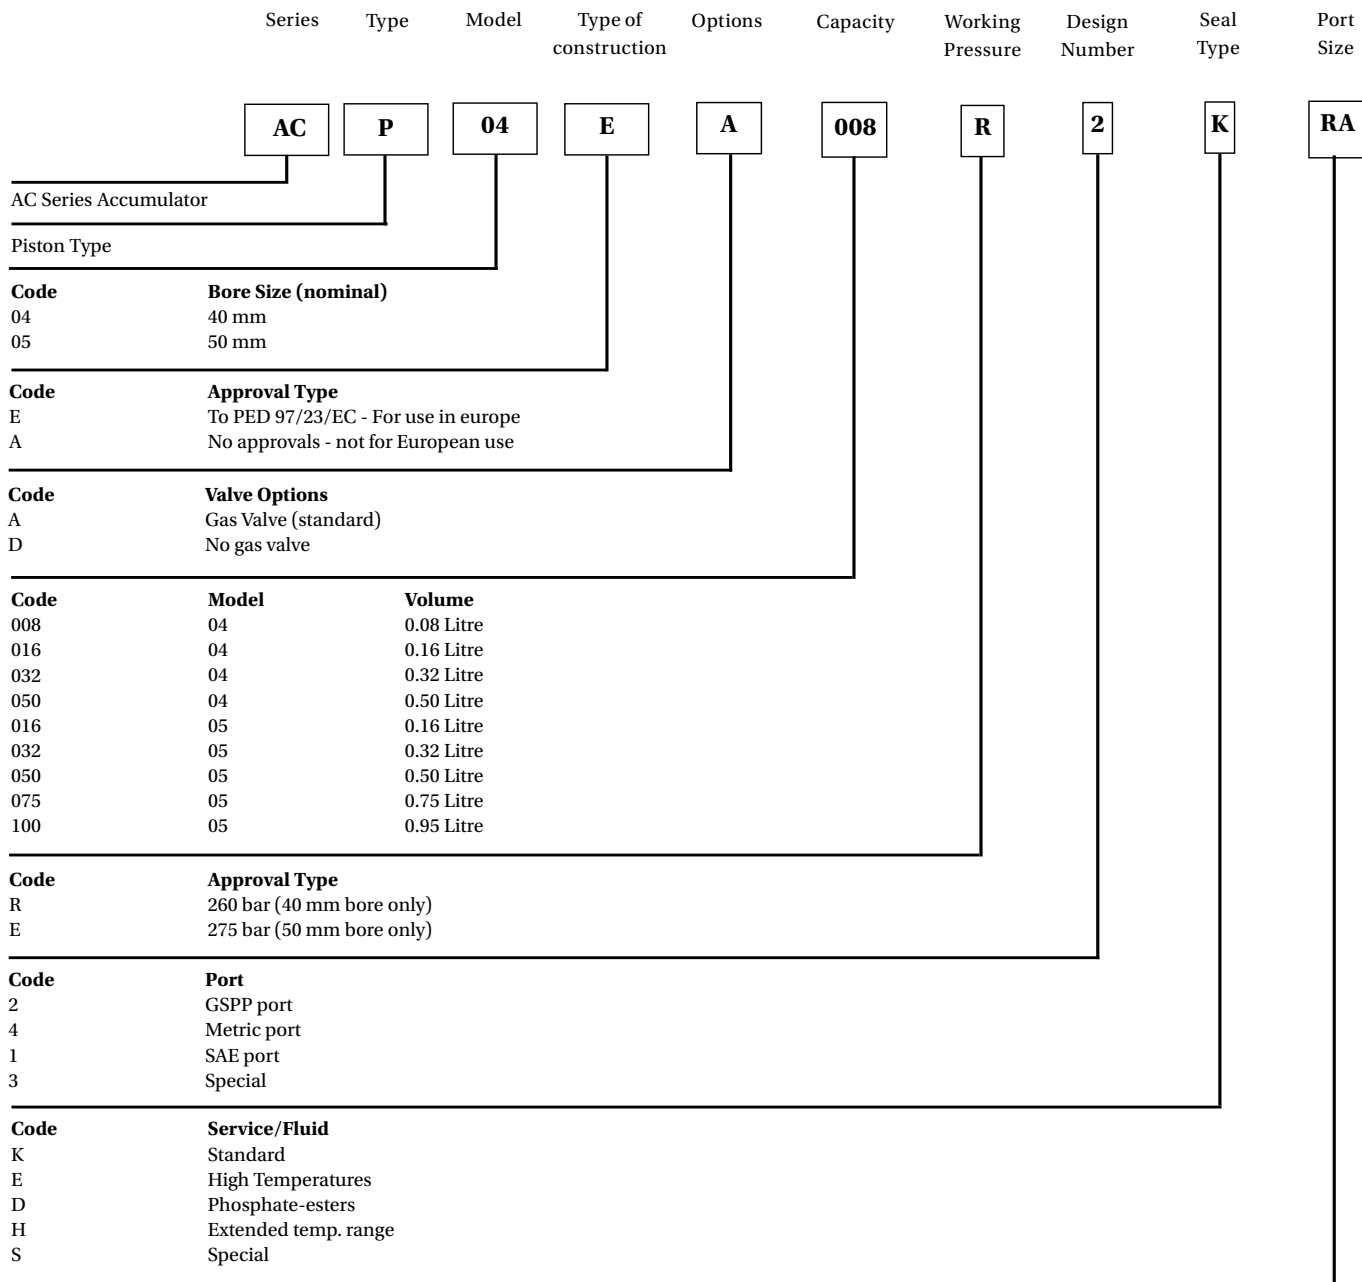 Series Type Model Type of construction Options Capacity Working Pressure Design Number Seal Type Port Size
AC P 04 E A 008 R 2 K RA
AC Series Accumulator
Piston Type
Code Bore Size (nominal)
04 40 mm
05 50 mm
Code Approval Type
E To PED 97/23/EC - For use in europe
A No approvals - not for European use
Code Valve Options
A Gas Valve (standard)
D No gas valve
Code Model Volume
008 04 0.08 Litre
016 04 0.16 Litre
032 04 0.32 Litre
050 04 0.50 Litre
016 05 0.16 Litre
032 05 0.32 Litre
050 05 0.50 Litre
075 05 0.75 Litre
100 05 0.95 Litre
Code Approval Type
R 260 bar (40 mm bore only)
E 275 bar (50 mm bore only)
Code Port
2 GSPP port
4 Metric port
1 SAE port
3 Special
Code Service/Fluid
K Standard
E High Temperatures
D Phosphate-esters
H Extended temp. range
S Special